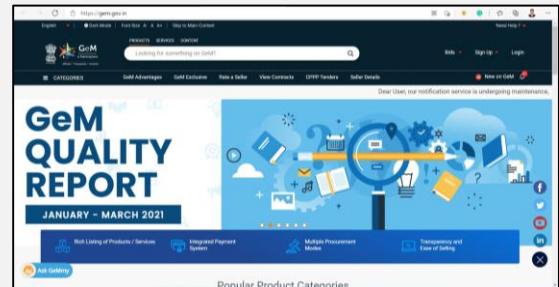 https://gem.gov.in
English Dark Mode Font Size A- A A+ Skip to Main Content Need Help ?
PRODUCTS SERVICES CONTENT
GeM
Looking for something on GeM?
Bids Sign Up Login
CATEGORIES GeM Advantages GeM Exclusive Rate a Seller View Contracts CPPP Tenders Seller Details New on GeM
Dear User, our notification service is undergoing maintenance,
GeM
QUALITY
REPORT
JANUARY - MARCH 2021
Rich Listing of Products / Services
Integrated Payment
System
Multiple Procurement
Modes
Transparency and
Ease of Selling
Ask GeMmy
Popular Product Categories